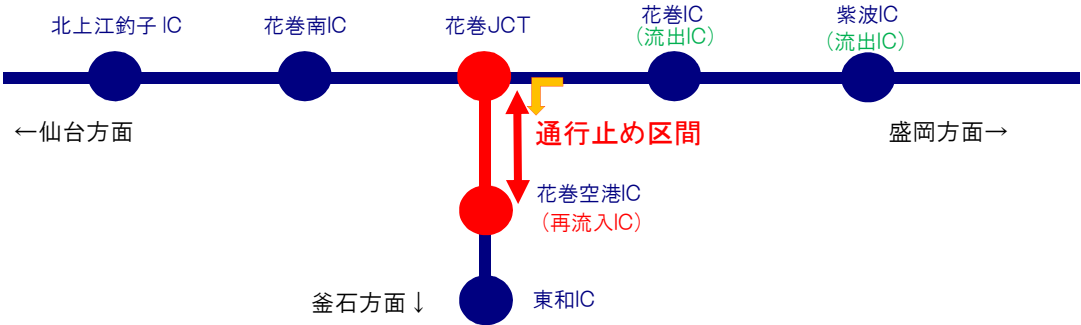 北上江釣子 IC
花巻南IC
花巻JCT
花巻IC
（流出IC）
紫波IC
（流出IC）
←仙台方面
通行止め区間
盛岡方面→
花巻空港IC
（再流入IC）
釜石方面↓
東和IC